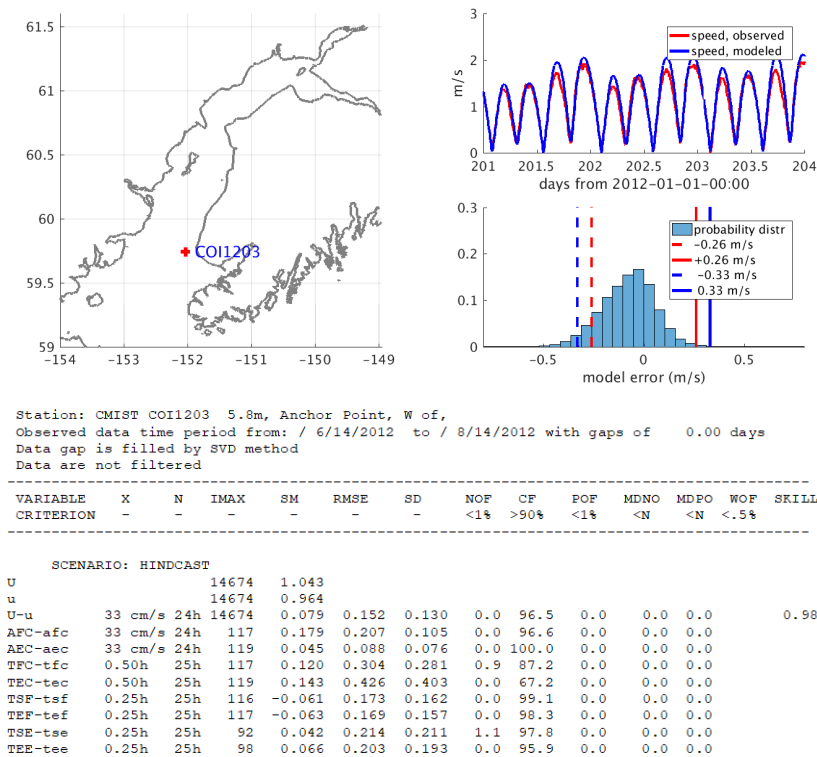 61.5
61
60.5
60
59.5
59
-154
-153
-152
-151
-150
-149
COI1203
3
2
1
0
m/s
speed, observed
speed, modeled
201
201.5
202
202.5
203
203.5
204
days from 2012-01-01-00:00
0.3
0.2
0.1
0
probability distr
-0.26 m/s
+0.26 m/s
-0.33 m/s
0.33 m/s
-0.5
0
0.5
model error (m/s)
Station: CMIST COI1203 5.8m, Anchor Point, W of,
Observed data time period from: / 6/14/2012 to / 8/14/2012 with gaps of 0.00 days
Data gap is filled by SVD method
Data are not filtered
VARIABLE X N IMAX SM RMSE SD NOF CF POF MDNO MDPO WOF SKILL
CRITERION - - - - - - <1% >90% <1% <N <N <.5%
SCENARIO: HINDCAST
U 14674 1.043
u 14674 0.964
U-u 33 cm/s 24h 14674 0.079 0.152 0.130 0.0 96.5 0.0 0.0 0.0 0.98
AFC-afc 33 cm/s 24h 117 0.179 0.207 0.105 0.0 96.6 0.0 0.0 0.0
AEC-aec 33 cm/s 24h 119 0.045 0.088 0.076 0.0 100.0 0.0 0.0 0.0
TFC-tfc 0.50h 25h 117 0.120 0.304 0.281 0.9 87.2 0.0 0.0 0.0
TEC-tec 0.50h 25h 119 0.143 0.426 0.403 0.0 67.2 0.0 0.0 0.0
TSF-tsf 0.25h 25h 116 -0.061 0.173 0.162 0.0 99.1 0.0 0.0 0.0
TEF-tef 0.25h 25h 117 -0.063 0.169 0.157 0.0 98.3 0.0 0.0 0.0
TSE-tse 0.25h 25h 92 0.042 0.214 0.211 1.1 97.8 0.0 0.0 0.0
TEE-tee 0.25h 25h 98 0.066 0.203 0.193 0.0 95.9 0.0 0.0 0.0